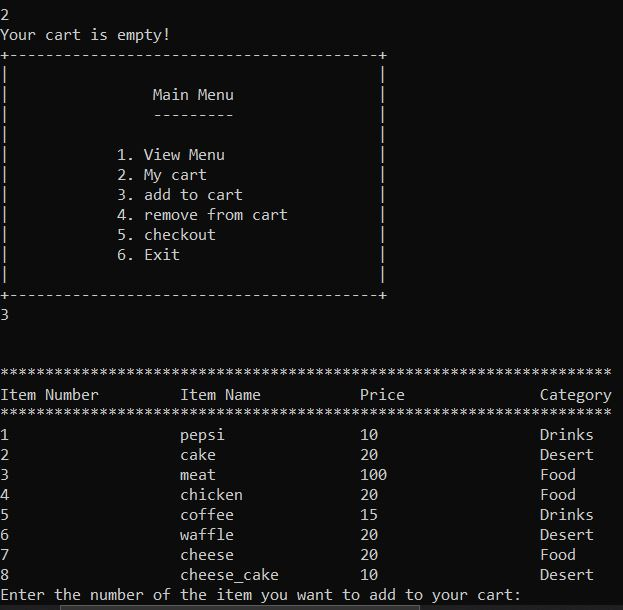 2
Your cart is empty!
+-----------------------------------------+
|                                         |
|                Main Menu                |
|                ---------                |
|                                         |
|            1. View Menu                 |
|            2. My cart                   |
|            3. add to cart               |
|            4. remove from cart          |
|            5. checkout                  |
|            6. Exit                      |
|                                         |
+-----------------------------------------+
3
********************************************************************
Item Number         Item Name           Price               Category
********************************************************************
1                   pepsi               10                  Drinks
2                   cake                20                  Desert
3                   meat                100                 Food
4                   chicken             20                  Food
5                   coffee              15                  Drinks
6                   waffle              20                  Desert
7                   cheese              20                  Food
8                   cheese_cake         10                  Desert
Enter the number of the item you want to add to your cart: